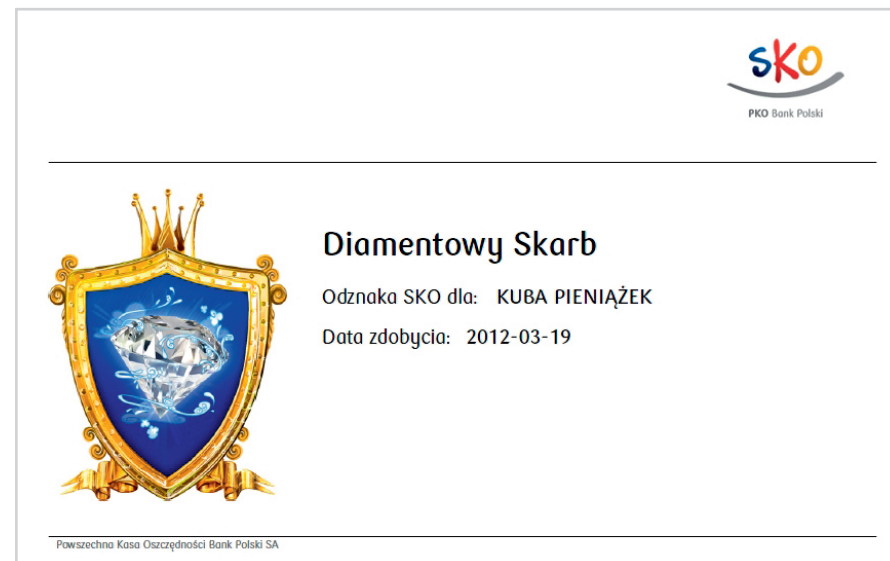 SKO
PKO Bank Polski
Diamentowy Skarb
Odznaka SKO dla: KUBA PIENIĄŻEK
Data zdobycia: 2012-03-19
Powszechna Kasa Oszczędności Bank Polski SA